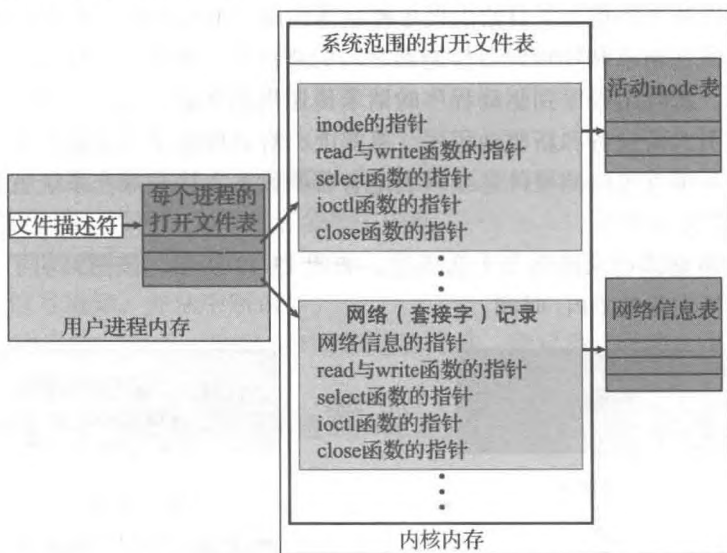 系统范围的打开文件表
inode的指针
read与write函数的指针
select函数的指针
ioctl函数的指针
close函数的指针
活动inode表
文件描述符
每个进程的
打开文件表
用户进程内存
网络（套接字）记录
网络信息的指针
read与write函数的指针
select函数的指针
ioctl函数的指针
close函数的指针
网络信息表
内核内存